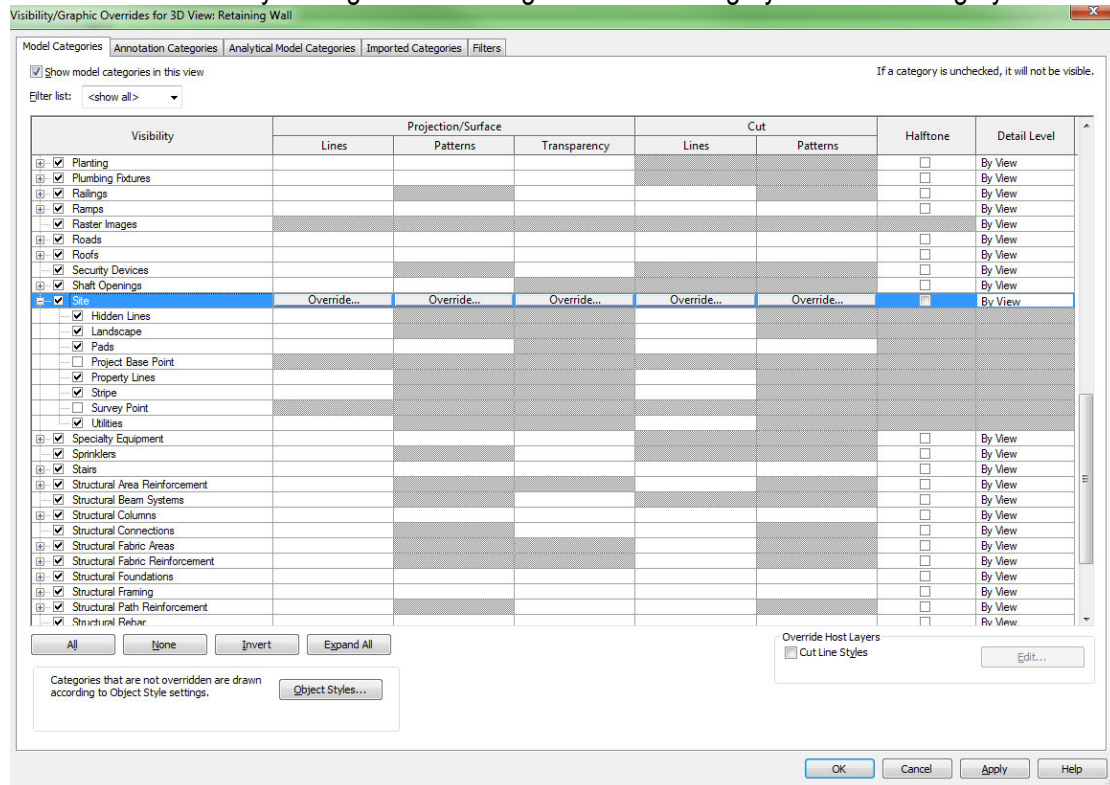 Visibility/Graphic Overrides for 3D View: Retaining Wall
Model Categories Annotation Categories Analytical Model Categories Imported Categories Filters
Show model categories in this view If a category is unchecked, it will not be visible.
Filter list: <show all>
Visibility Projection/Surface Cut Halftone Detail Level
Lines Patterns Transparency Lines Patterns
Planting By View
Plumbing Fixtures By View
Railings By View
Ramps By View
Raster Images By View
Roads By View
Roofs By View
Security Devices By View
Shaft Openings By View
Site Override... Override... Override... Override... Override... By View
Hidden Lines
Landscape
Pads
Project Base Point
Property Lines
Stripe
Survey Point
Utilities
Specialty Equipment By View
Sprinklers By View
Stairs By View
Structural Area Reinforcement By View
Structural Beam Systems By View
Structural Columns By View
Structural Connections By View
Structural Fabric Areas By View
Structural Fabric Reinforcement By View
Structural Foundations By View
Structural Framing By View
Structural Path Reinforcement By View
Structural Rebar By View
All None Invert Expand All
Override Host Layers
Cut Line Styles Edit...
Categories that are not overridden are drawn
according to Object Style settings. Object Styles...
OK Cancel Apply Help